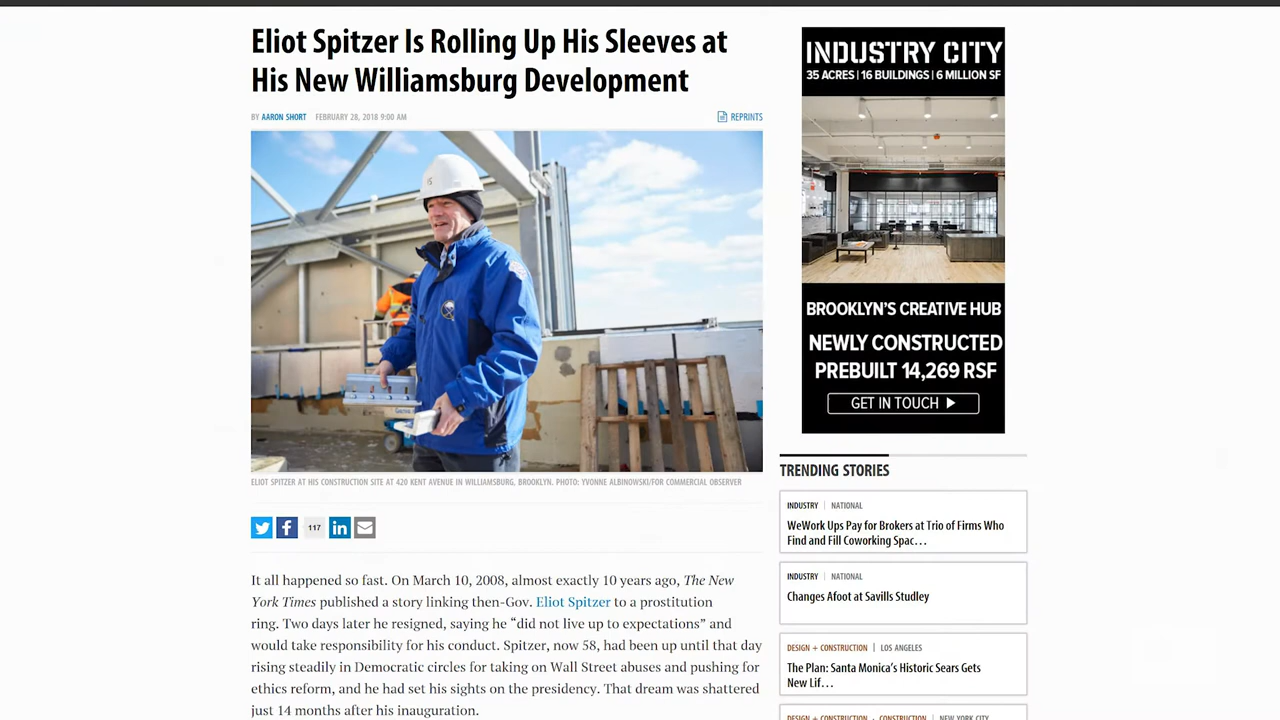 Eliot Spitzer Is Rolling Up His Sleeves at
His New Williamsburg Development
BY AARON SHORT FEBRUARY 28, 2018 9:00 AM
REPRINTS
ELIOT SPITZER AT HIS CONSTRUCTION SITE AT 420 KENT AVENUE IN WILLIAMSBURG, BROOKLYN. PHOTO: YVONNE ALBINOWSKI/FOR COMMERCIAL OBSERVER
117
It all happened so fast. On March 10, 2008, almost exactly 10 years ago, The New
York Times published a story linking then-Gov. Eliot Spitzer to a prostitution
ring. Two days later he resigned, saying he “did not live up to expectations” and
would take responsibility for his conduct. Spitzer, now 58, had been up until that day
rising steadily in Democratic circles for taking on Wall Street abuses and pushing for
ethics reform, and he had set his sights on the presidency. That dream was shattered
just 14 months after his inauguration.
INDUSTRY CITY
35 ACRES | 16 BUILDINGS | 6 MILLION SF
BROOKLYN'S CREATIVE HUB
NEWLY CONSTRUCTED
PREBUILT 14,269 RSF
GET IN TOUCH
TRENDING STORIES
INDUSTRY | NATIONAL
WeWork Ups Pay for Brokers at Trio of Firms Who
Find and Fill Coworking Spac…
INDUSTRY | NATIONAL
Changes Afoot at Savills Studley
DESIGN + CONSTRUCTION | LOS ANGELES
The Plan: Santa Monica's Historic Sears Gets
New Lif…
DESIGN + CONSTRUCTION · CONSTRUCTION | NEW YORK CITY